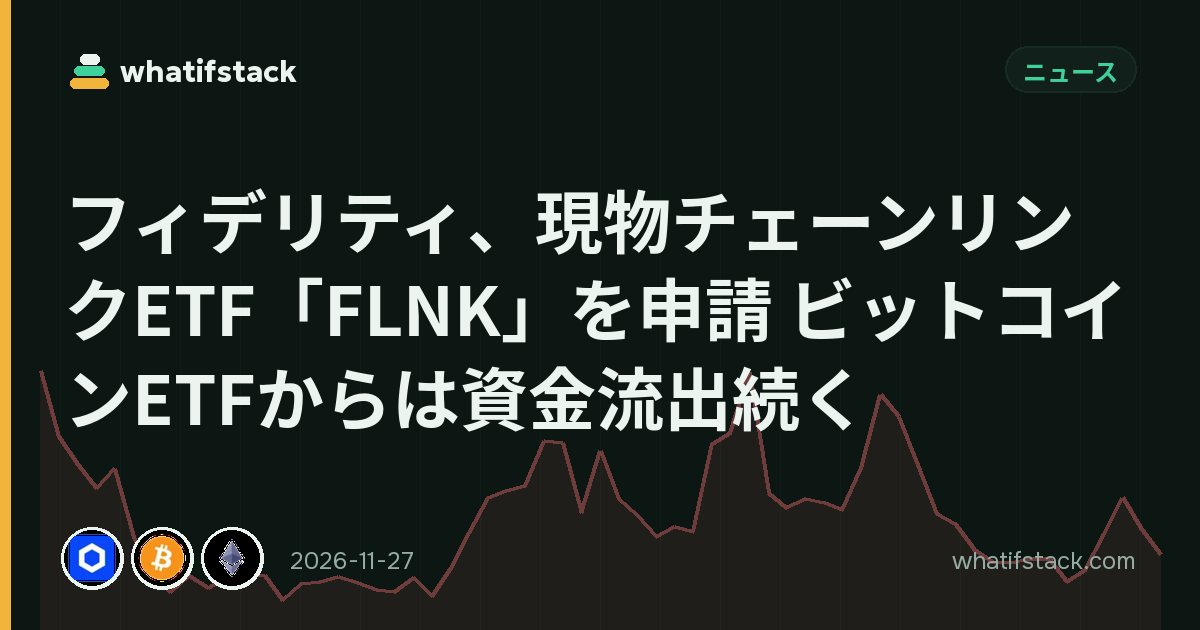 whatifstack
ニュース
フィデリティ、現物チェーンリン
クETF「FLNK」を申請 ビットコイ
ンETFからは資金流出続く
2026-11-27
whatifstack.com